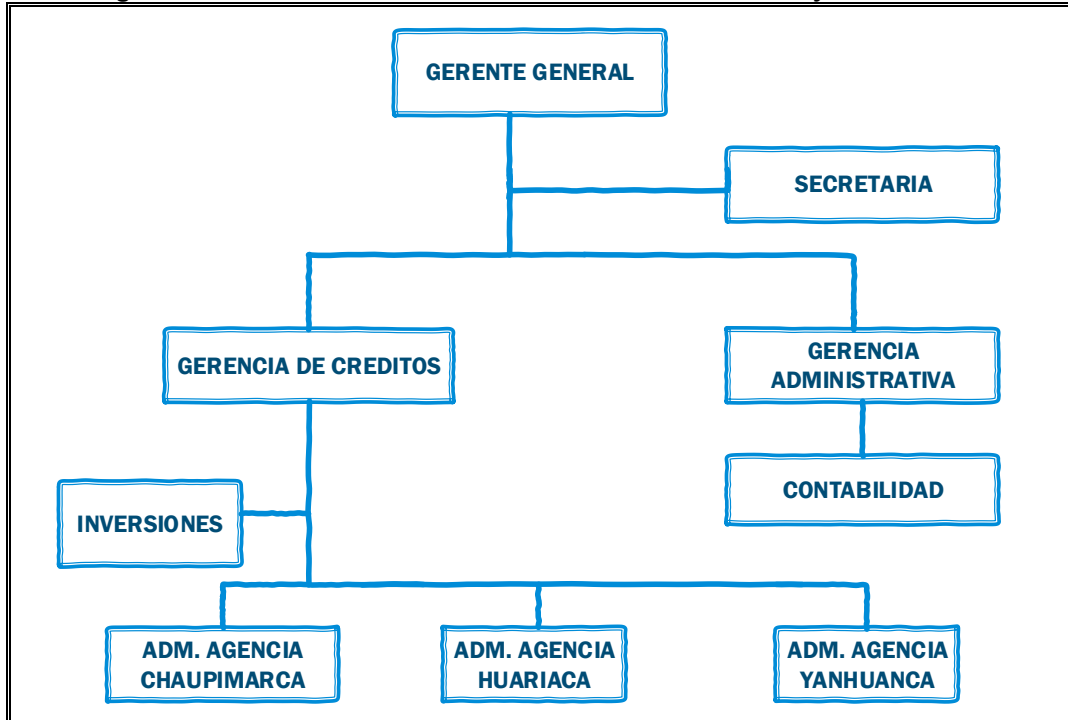 GERENTE GENERAL
SECRETARIA
GERENCIA DE CREDITOS
GERENCIA
ADMINISTRATIVA
CONTABILIDAD
INVERSIONES
ADM. AGENCIA
CHAUPIMARCA
ADM. AGENCIA
HUARIACA
ADM. AGENCIA
YANHUANCA